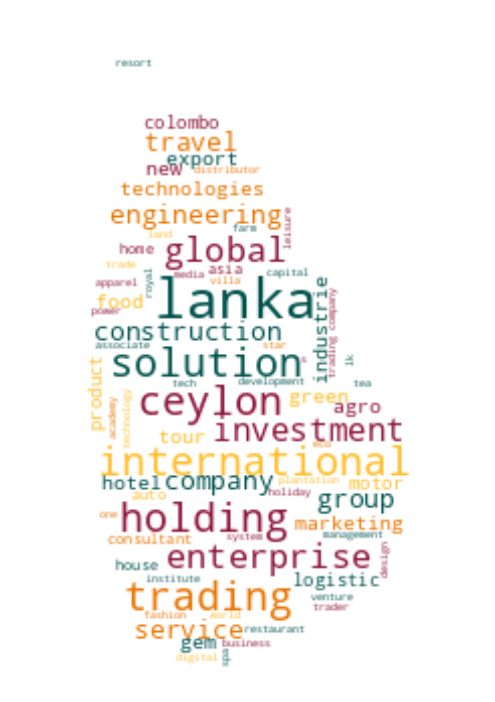 resort
colombo
travel
export
new distributor
technologies
engineering
leisure
farm
land
home global
trade
asia
media
capital
royal
villa
apparel
lanka
industrie
trading company
food
power
construction
associate
star
solution
lk
product
tech
development
tea
ceylon
green
agro
academy
technology
tour
investment
eco
international
hotel company
plantation
motor
auto
holiday
group
one
holding
marketing
consultant
system
management
enterprise
design
house
institute
logistic
trading
venture
trader
fashion
world
service
restaurant
gem
business
digital
spa